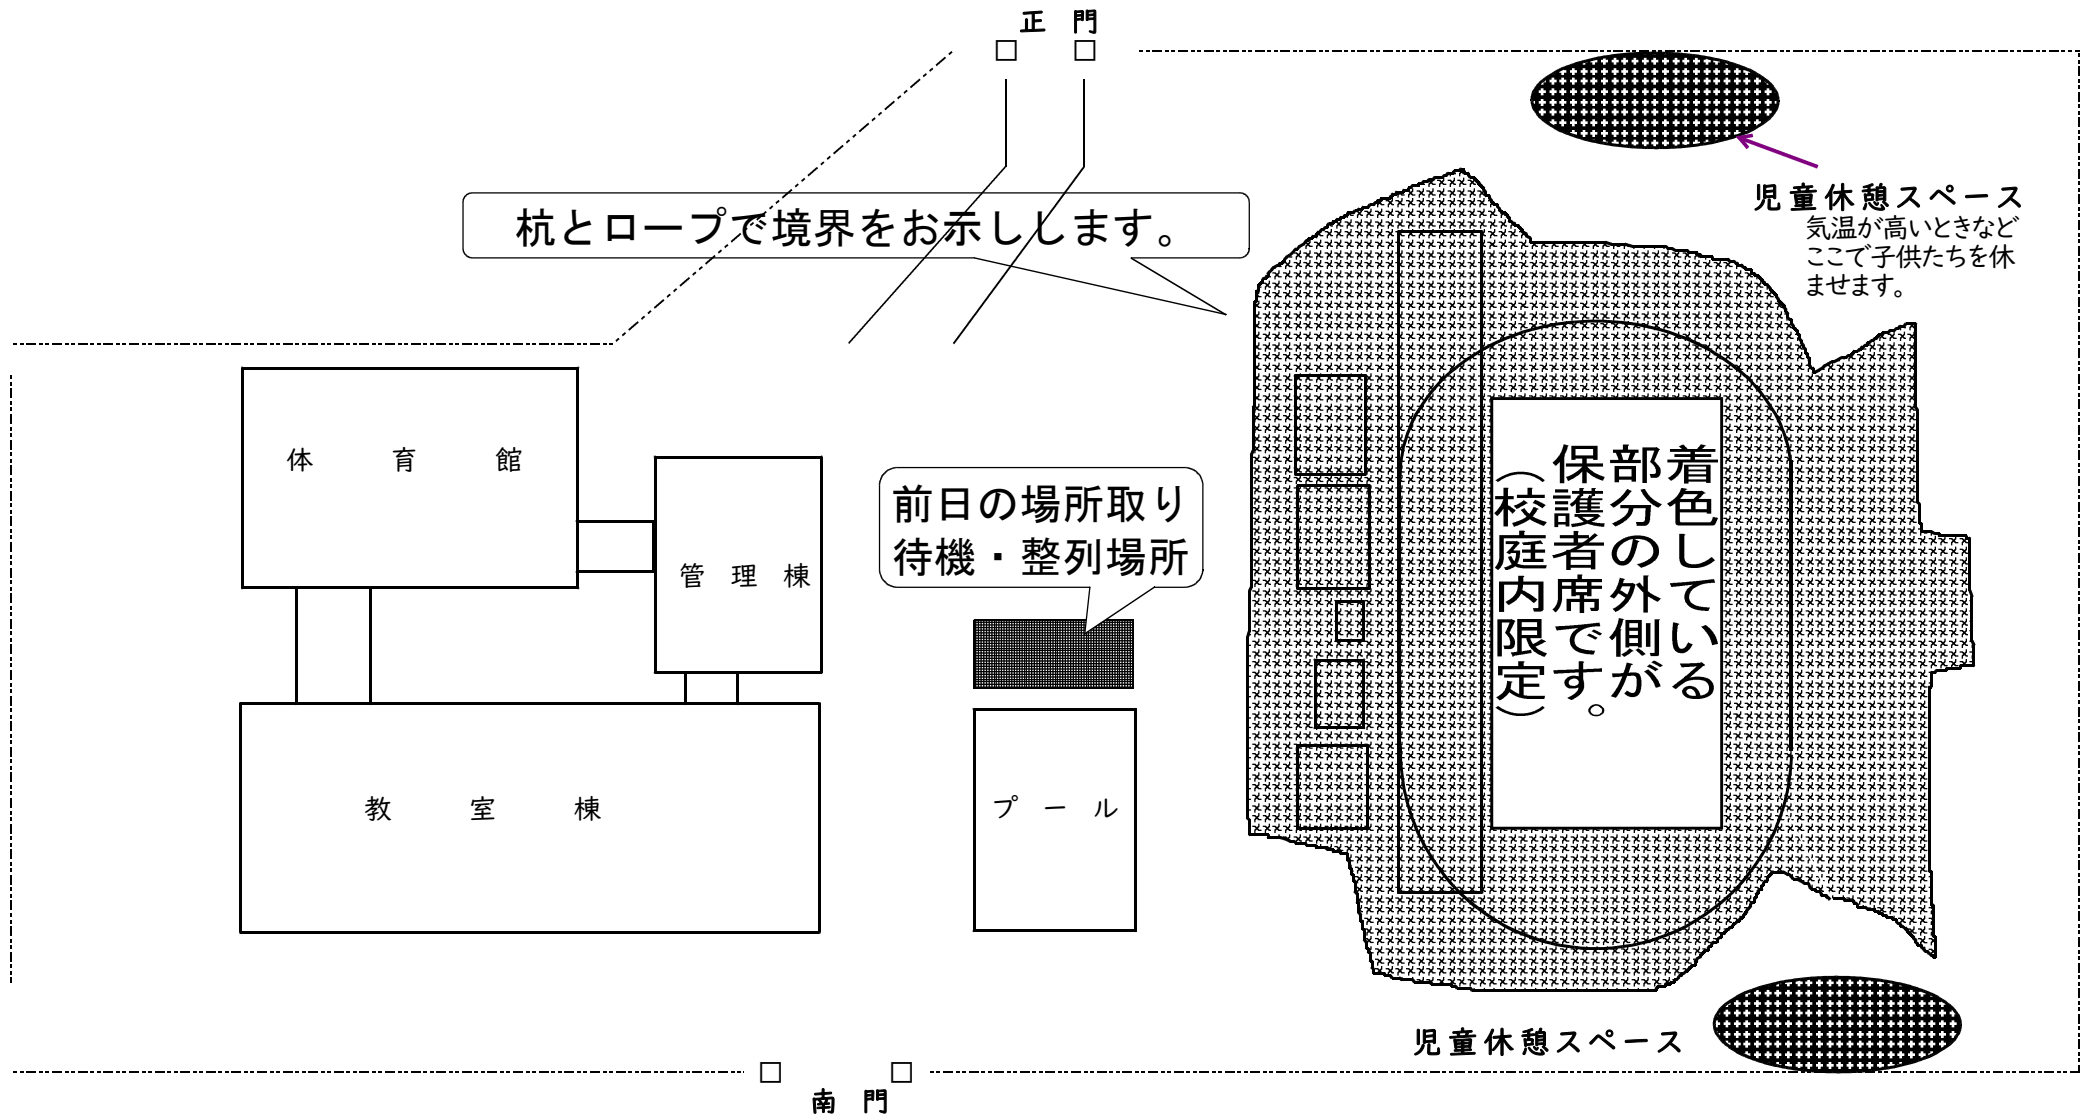 正門
杭とロープで境界をお示しします。
児童休憩スペース
気温が高いときなど
ここで子供たちを休
ませます。
体育館
管理棟
前日の場所取り
待機・整列場所
着色している
部分の外側が
保護者席です。
（校庭内限定）
教室棟
プール
児童休憩スペース
南門